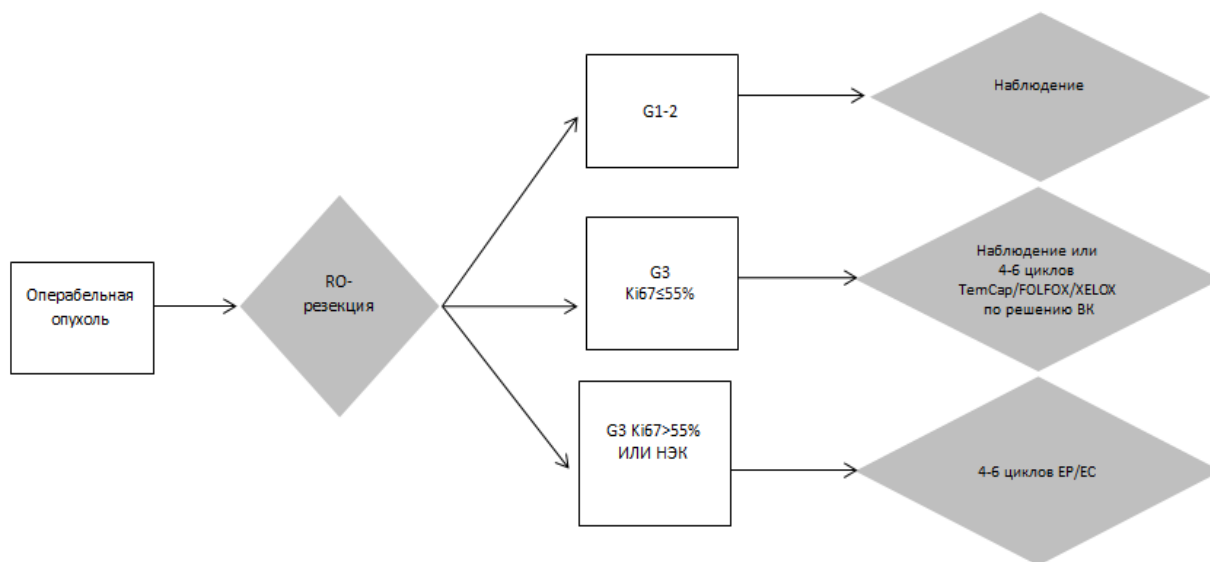 Операбельная
опухоль
RO-
резекция
G1-2
Наблюдение
G3
Ki67≤55%
Наблюдение или
4-6 циклов
TemCap/FOLFOX/XELOX
по решению ВК
G3 Ki67>55%
ИЛИ НЭК
4-6 циклов EP/EC